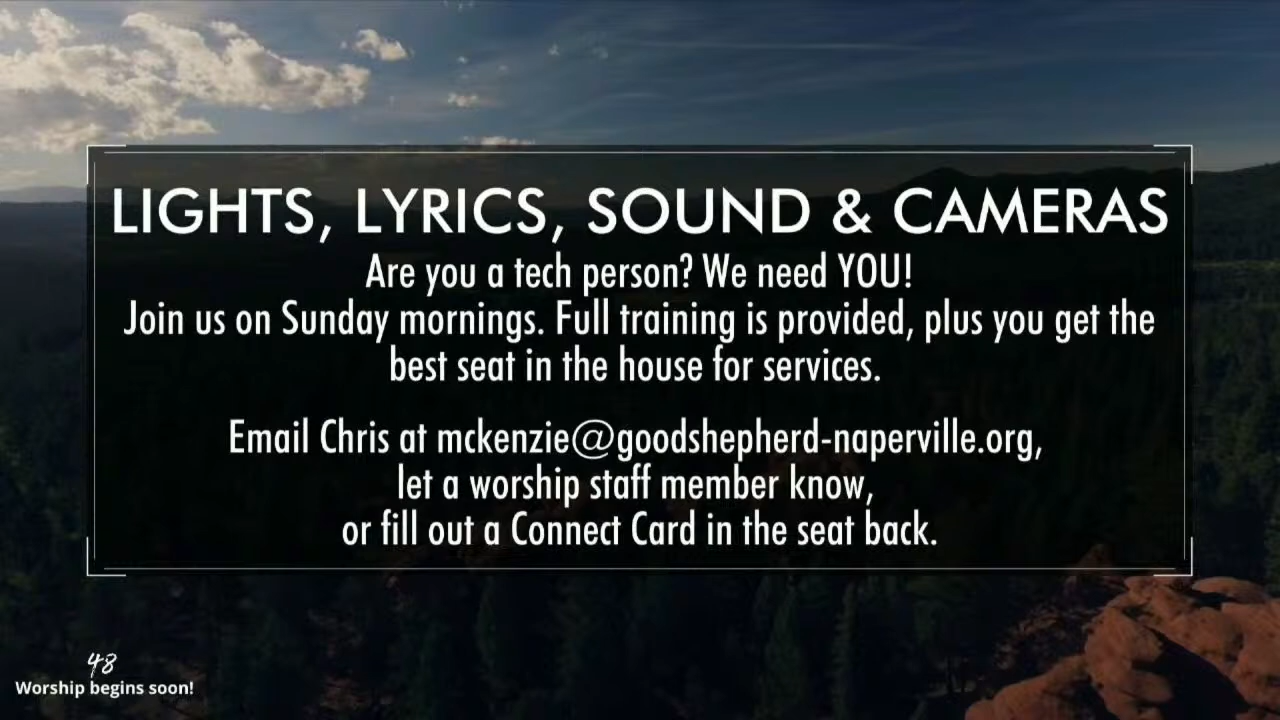 LIGHTS, LYRICS, SOUND & CAMERAS
Are you a tech person? We need YOU!
Join us on Sunday mornings. Full training is provided, plus you get the
best seat in the house for services.
Email Chris at mckenzie@goodshepherd-naperville.org,
let a worship staff member know,
or fill out a Connect Card in the seat back.
48
Worship begins soon!